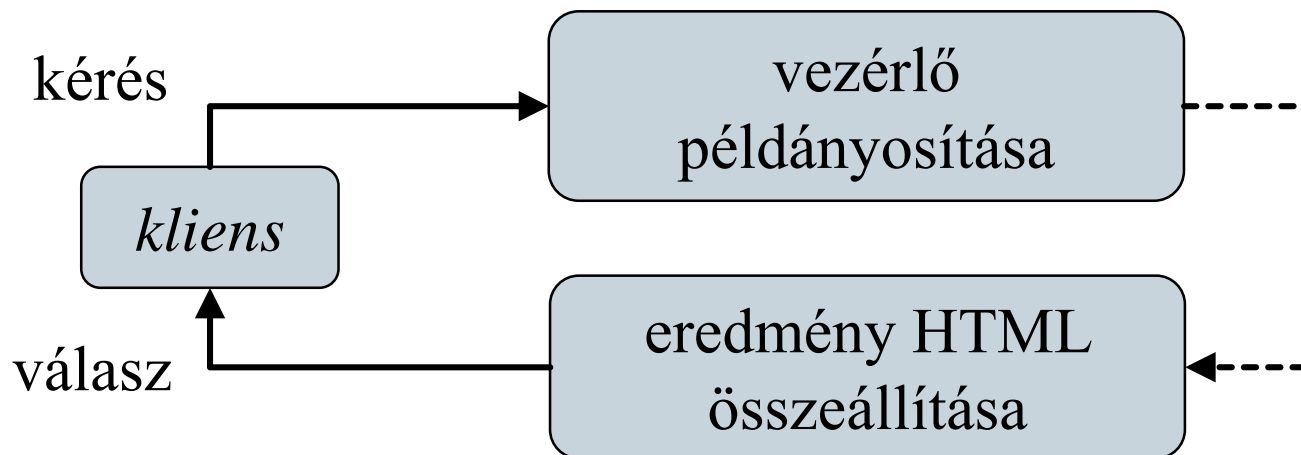 kérés
vezérlő
példányosítása
kliens
eredmény HTML
összeállítása
válasz